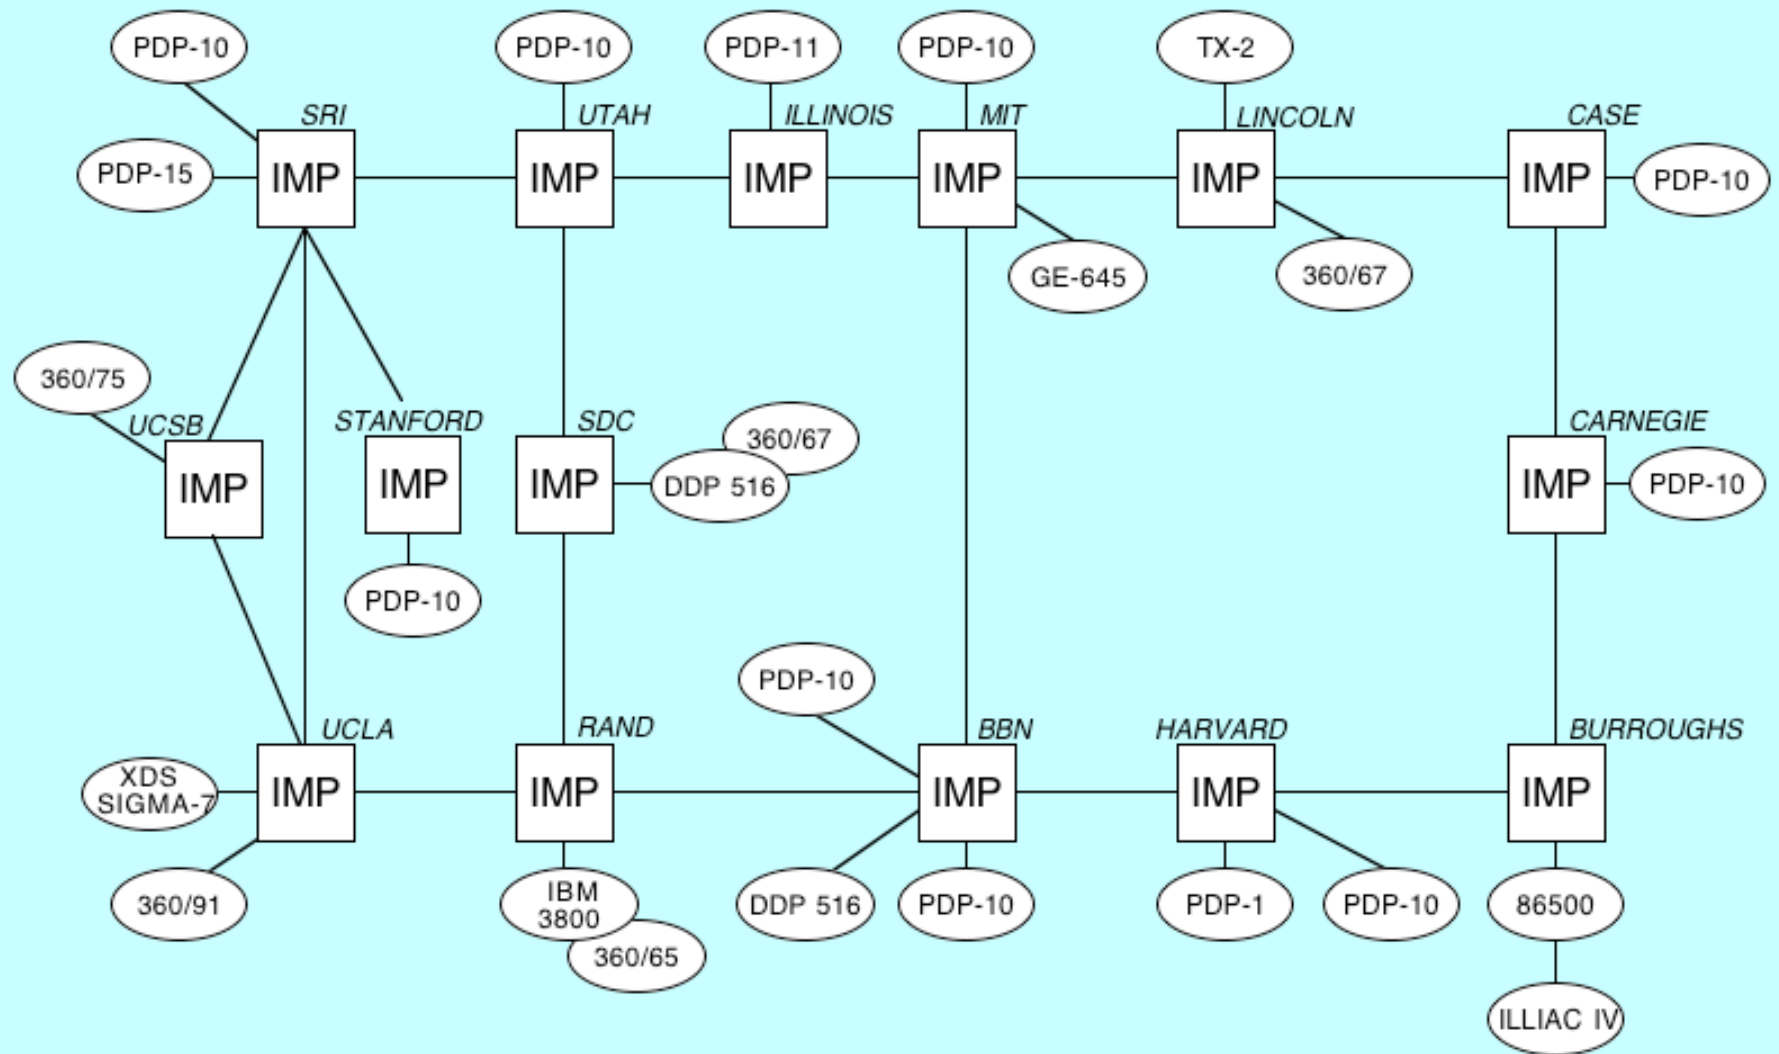 PDP-10
PDP-10
PDP-11
PDP-10
TX-2
SRI
UTAH
ILLINOIS
MIT
LINCOLN
CASE
PDP-15
IMP
IMP
IMP
IMP
IMP
IMP
PDP-10
GE-645
360/67
360/75
UCSB
STANFORD
SDC
360/67
CARNEGIE
IMP
IMP
IMP
DDP 516
IMP
PDP-10
PDP-10
PDP-10
UCLA
RAND
BBN
HARVARD
BURROUGHS
XDS
SIGMA-7
IMP
IMP
IMP
IMP
IMP
360/91
IBM
3800
DDP 516
PDP-10
PDP-1
PDP-10
86500
360/65
ILLIAC IV